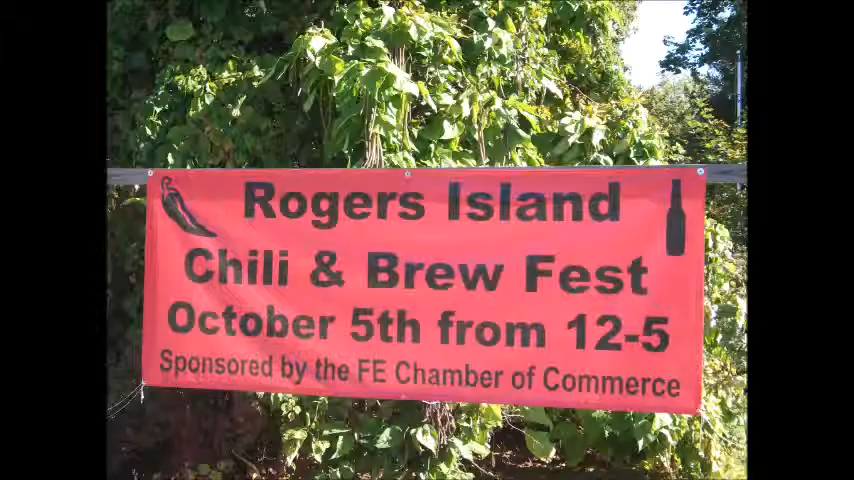 Rogers Island
Chili & Brew Fest
October 5th from 12-5
Sponsored by the FE Chamber of Commerce